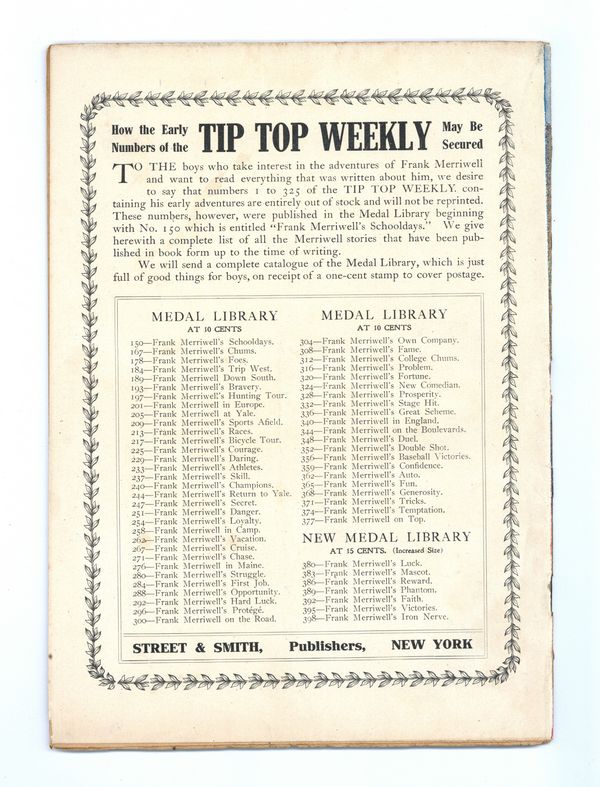 How the Early
Numbers of the
TIP TOP WEEKLY
May Be
Secured
TO THE boys who take interest in the adventures of Frank Merriwell
and want to read everything that was written about him, we desire
to say that numbers 1 to 325 of the TIP TOP WEEKLY. con-
taining his early adventures are entirely out of stock and will not be reprinted.
These numbers, however, were published in the Medal Library beginning
with No. 150 which is entitled "Frank Merriwell's Schooldays." We give
herewith a complete list of all the Merriwell stories that have been pub-
lished in book form up to the time of writing.
We will send a complete catalogue of the Medal Library, which is just
full of good things for boys, on receipt of a one-cent stamp to cover postage.
MEDAL LIBRARY
AT 10 CENTS
150—Frank Merriwell's Schooldays.
167—Frank Merriwell's Chums.
178—Frank Merriwell's Foes.
184—Frank Merriwell's Trip West.
189—Frank Merriwell Down South.
193—Frank Merriwell's Bravery.
197—Frank Merriwell's Hunting Tour.
201—Frank Merriwell in Europe.
205—Frank Merriwell at Yale.
209—Frank Merriwell's Sports Afield.
213—Frank Merriwell's Races.
217—Frank Merriwell's Bicycle Tour.
225—Frank Merriwell's Courage.
229—Frank Merriwell's Daring.
233—Frank Merriwell's Athletes.
237—Frank Merriwell's Skill.
240—Frank Merriwell's Champions.
244—Frank Merriwell's Return to Yale.
247—Frank Merriwell's Secret.
251—Frank Merriwell's Danger.
254—Frank Merriwell's Loyalty.
258—Frank Merriwell in Camp.
262—Frank Merriwell's Vacation.
267—Frank Merriwell's Cruise.
271—Frank Merriwell's Chase.
276—Frank Merriwell in Maine.
280—Frank Merriwell's Struggle.
284—Frank Merriwell's First Job.
288—Frank Merriwell's Opportunity.
292—Frank Merriwell's Hard Luck.
296—Frank Merriwell's Protégé.
300—Frank Merriwell on the Road.
MEDAL LIBRARY
AT 10 CENTS
304—Frank Merriwell's Own Company.
308—Frank Merriwell's Fame.
312—Frank Merriwell's College Chums.
316—Frank Merriwell's Problem.
320—Frank Merriwell's Fortune.
324—Frank Merriwell's New Comedian.
328—Frank Merriwell's Prosperity.
332—Frank Merriwell's Stage Hit.
336—Frank Merriwell's Great Scheme.
340—Frank Merriwell in England.
344—Frank Merriwell on the Boulevards.
348—Frank Merriwell's Duel.
352—Frank Merriwell's Double Shot.
356—Frank Merriwell's Baseball Victories.
359—Frank Merriwell's Confidence.
362—Frank Merriwell's Auto.
365—Frank Merriwell's Fun.
368—Frank Merriwell's Generosity.
371—Frank Merriwell's Tricks.
374—Frank Merriwell's Temptation.
377—Frank Merriwell on Top.
NEW MEDAL LIBRARY
AT 15 CENTS. (Increased Size)
380—Frank Merriwell's Luck.
383—Frank Merriwell's Mascot.
386—Frank Merriwell's Reward.
389—Frank Merriwell's Phantom.
392—Frank Merriwell's Faith.
395—Frank Merriwell's Victories.
398—Frank Merriwell's Iron Nerve.
STREET & SMITH, Publishers, NEW YORK